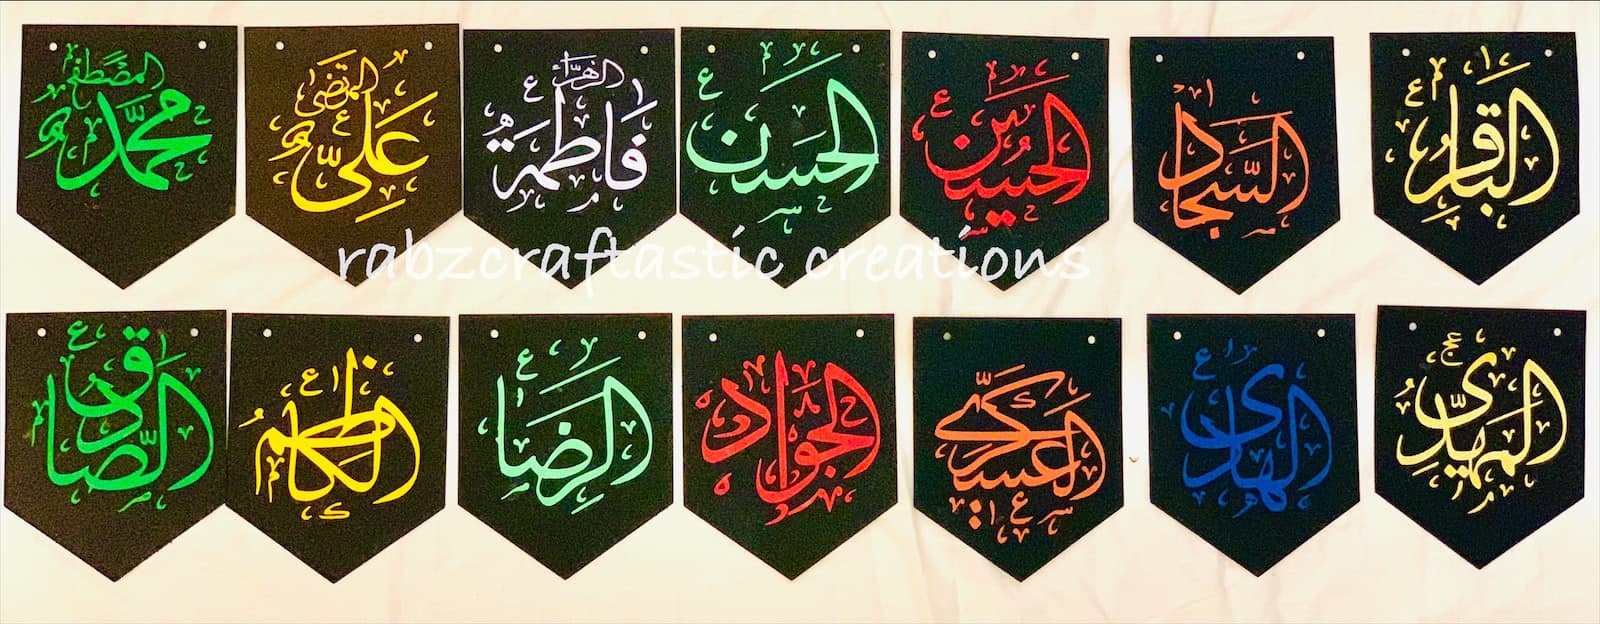 المصطفى
محمد
المرتضى
علي
الزهراء
فاطمة
الحسن
الحسين
السجاد
الباقر
rabzcraftastic creations
الصادق
الكاظم
الرضا
الجواد
العسكري
الهادي
المهدي
عج